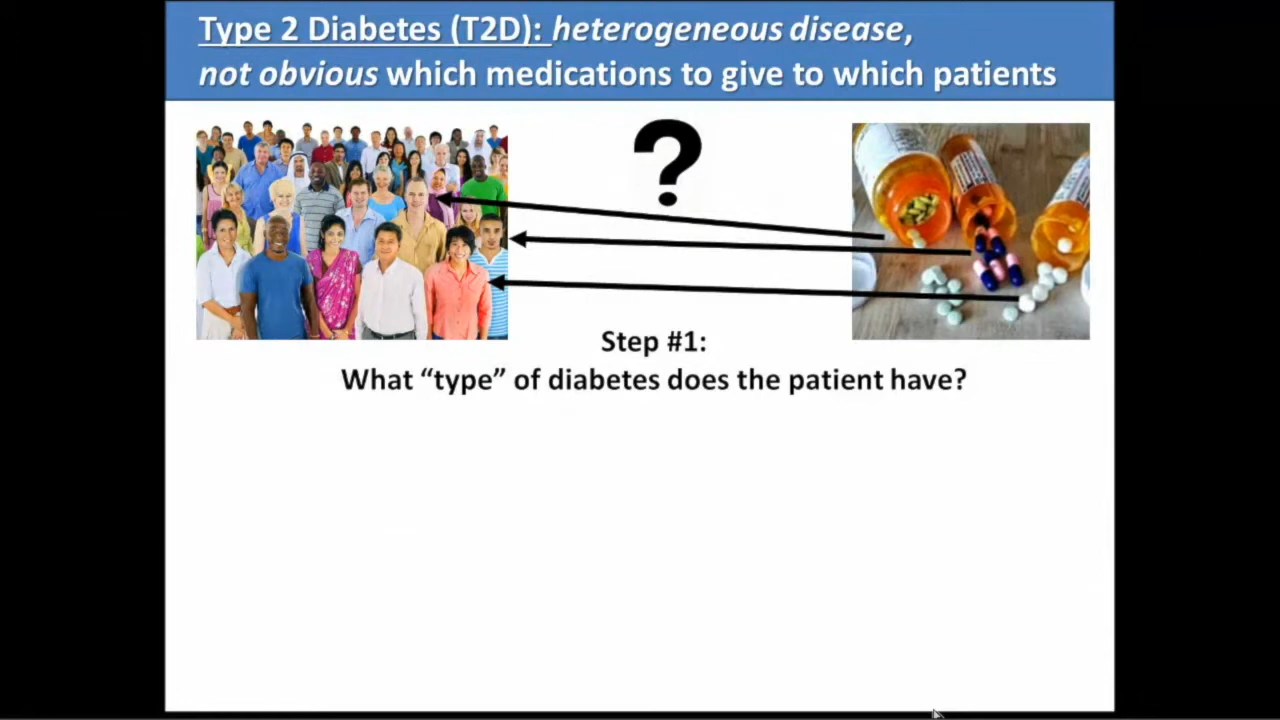 Type 2 Diabetes (T2D): heterogeneous disease,
not obvious which medications to give to which patients
?
Step #1:
What “type” of diabetes does the patient have?